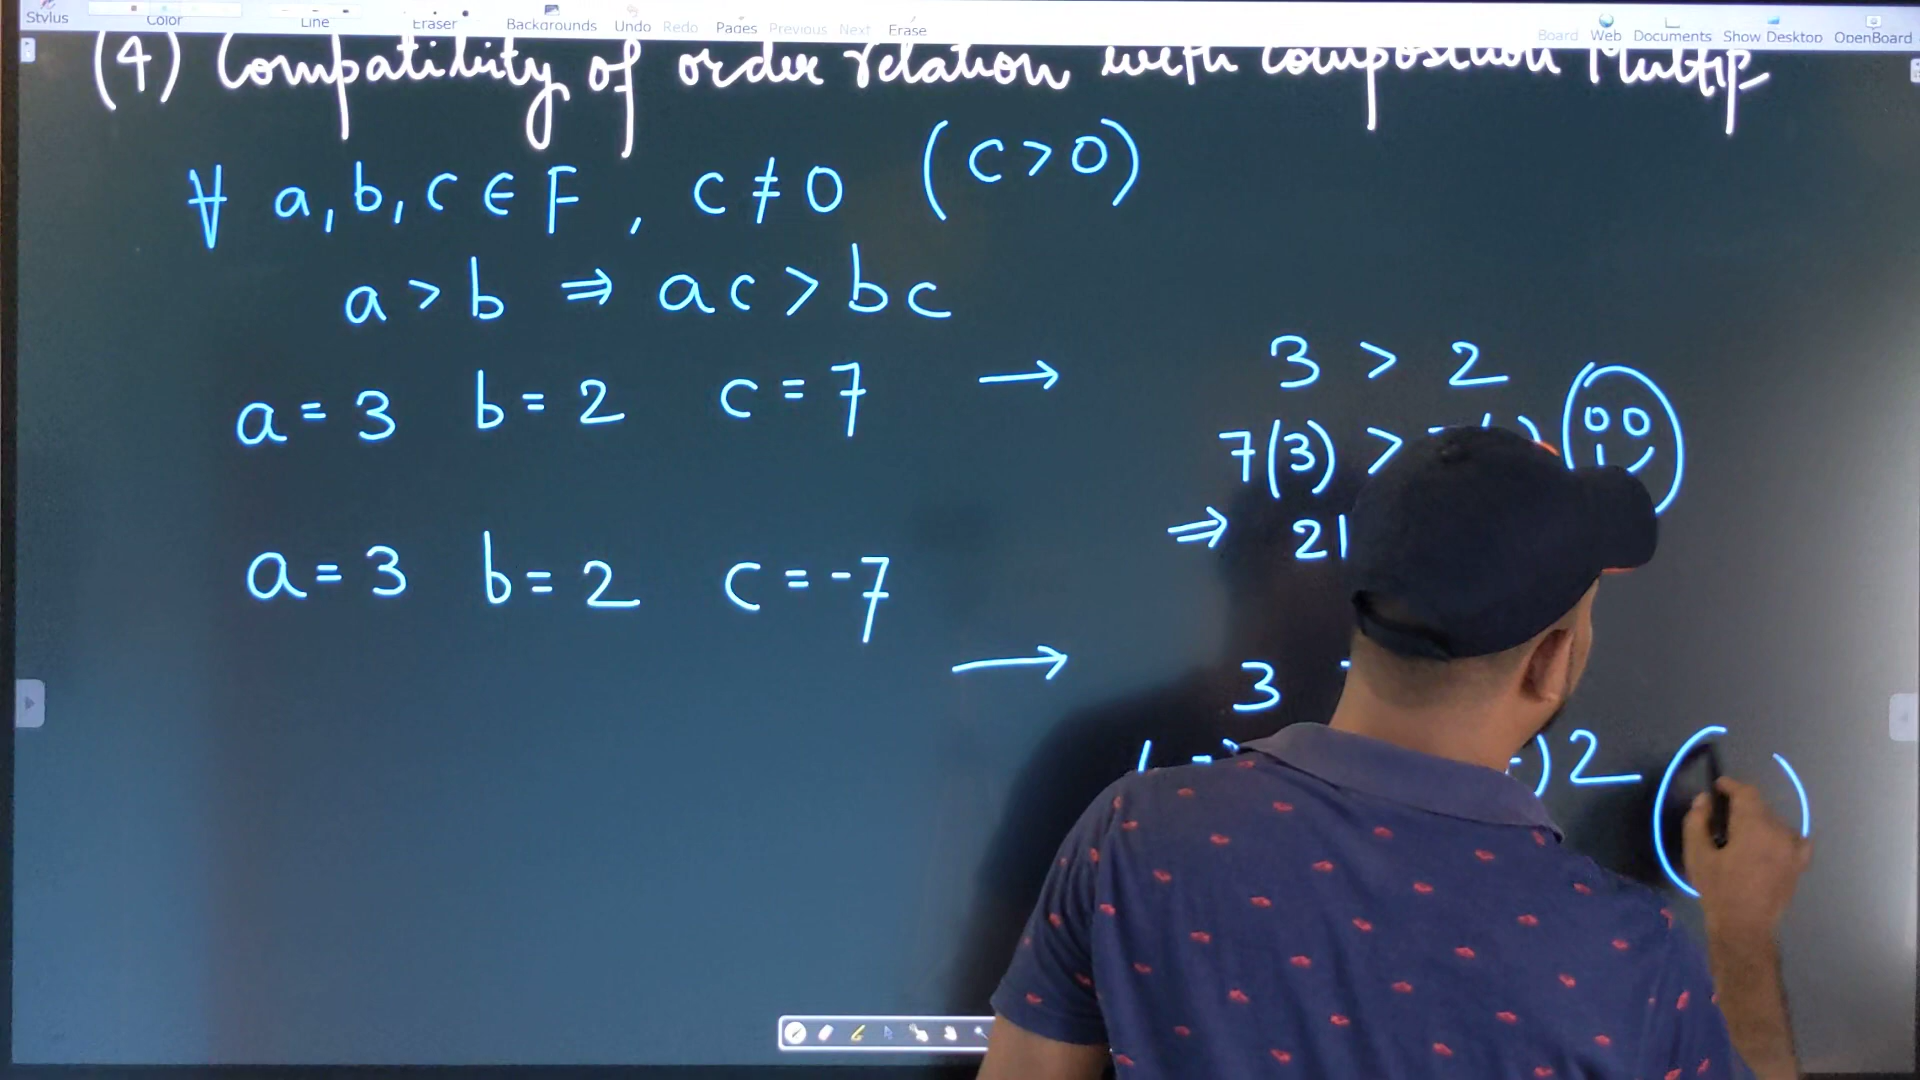 Stylus Color Line Eraser Backgrounds Undo Redo Pages Previous Next Erase Board Web Documents Show Desktop OpenBoard
(4) Compatibility of order relation with composition Multip
∀ a, b, c ∈ F , c ≠ 0 (c > 0)
a > b ⇒ ac > bc
a = 3 b = 2 c = 7 → 3 > 2
7(3) >
⇒ 21
a = 3 b = 2 c = -7
→ 3
) 2